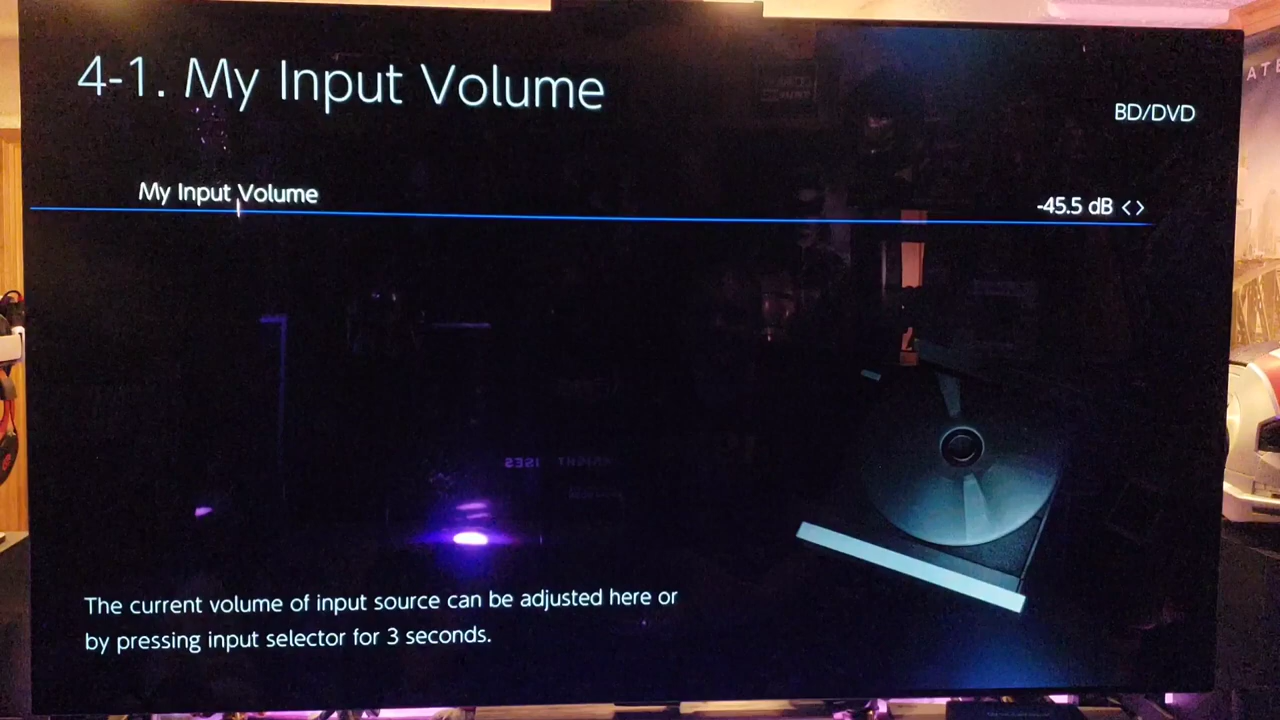 4-1. My Input Volume
BD/DVD
My Input Volume
-45.5 dB <>
The current volume of input source can be adjusted here or
by pressing input selector for 3 seconds.